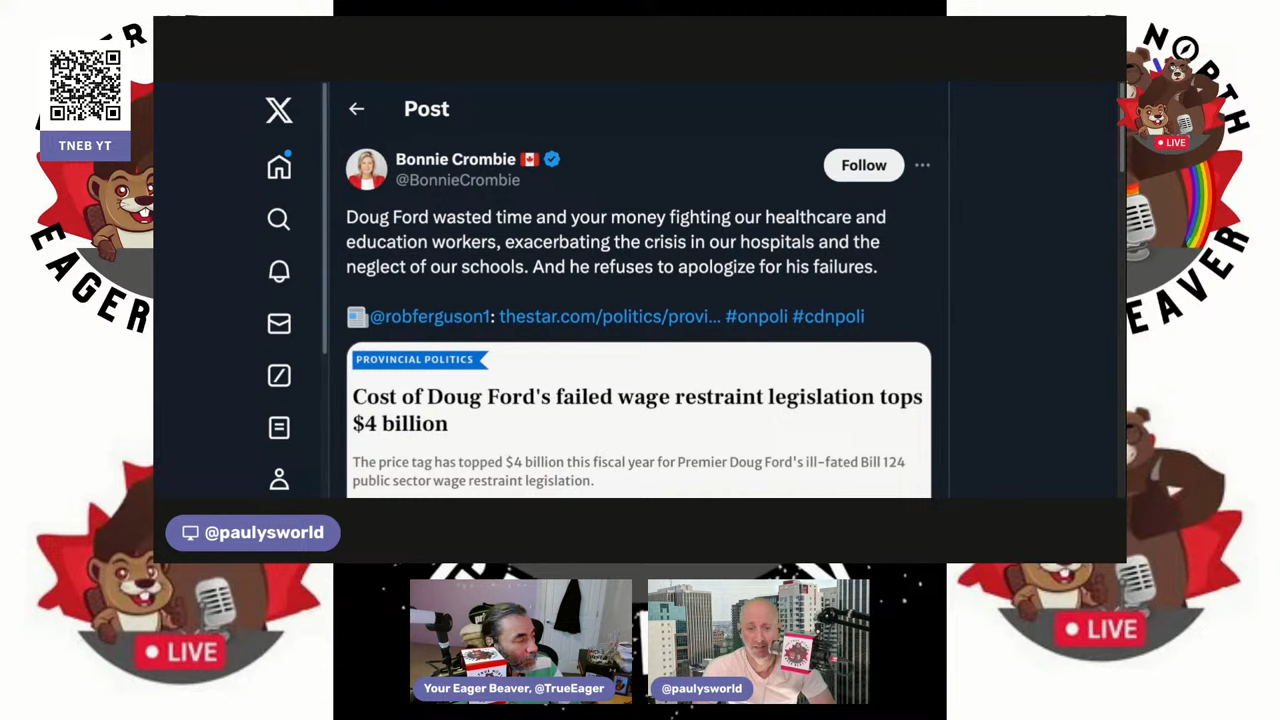 TNEB YT
Post
Bonnie Crombie
@BonnieCrombie
Follow
Doug Ford wasted time and your money fighting our healthcare and
education workers, exacerbating the crisis in our hospitals and the
neglect of our schools. And he refuses to apologize for his failures.
@robferguson1: thestar.com/politics/provi... #onpoli #cdnpoli
PROVINCIAL POLITICS
Cost of Doug Ford's failed wage restraint legislation tops
$4 billion
The price tag has topped $4 billion this fiscal year for Premier Doug Ford's ill-fated Bill 124
public sector wage restraint legislation.
@paulysworld
Your Eager Beaver, @TrueEager
@paulysworld
EAGER
NORTH
LIVE
LIVE
LIVE